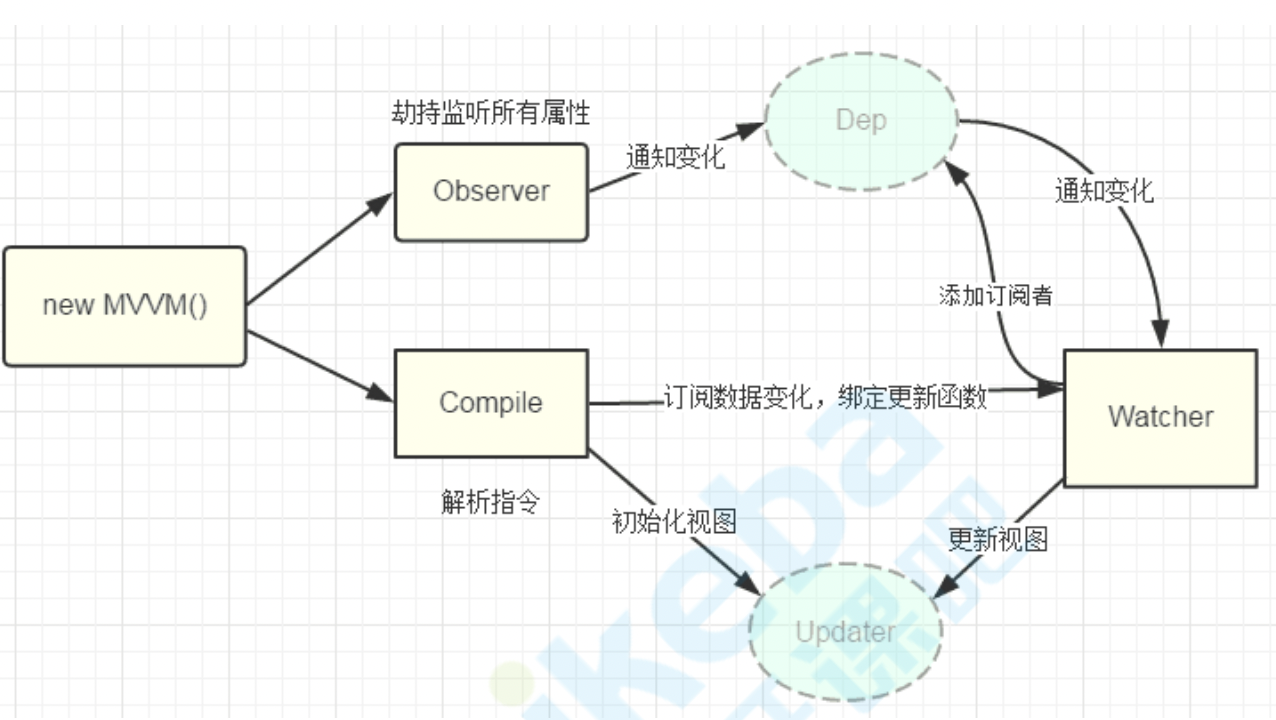 劫持监听所有属性
Dep
通知变化
Observer
通知变化
new MVVM()
添加订阅者
Compile
订阅数据变化，绑定更新函数
Watcher
解析指令
初始化视图
更新视图
Updater
ikeba